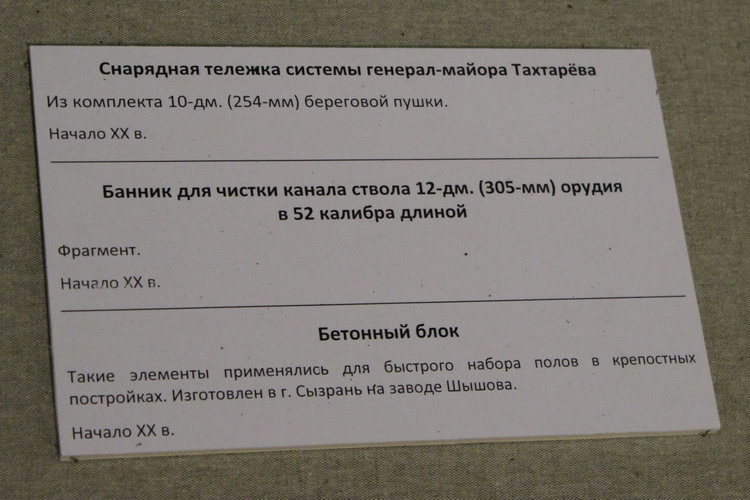 Снарядная тележка системы генерал-майора Тахтарёва
Из комплекта 10-дм. (254-мм) береговой пушки.
Начало XX в.
Банник для чистки канала ствола 12-дм. (305-мм) орудия
в 52 калибра длиной
Фрагмент.
Начало XX в.
Бетонный блок
Такие элементы применялись для быстрого набора полов в крепостных
постройках. Изготовлен в г. Сызрань на заводе Шышова.
Начало XX в.